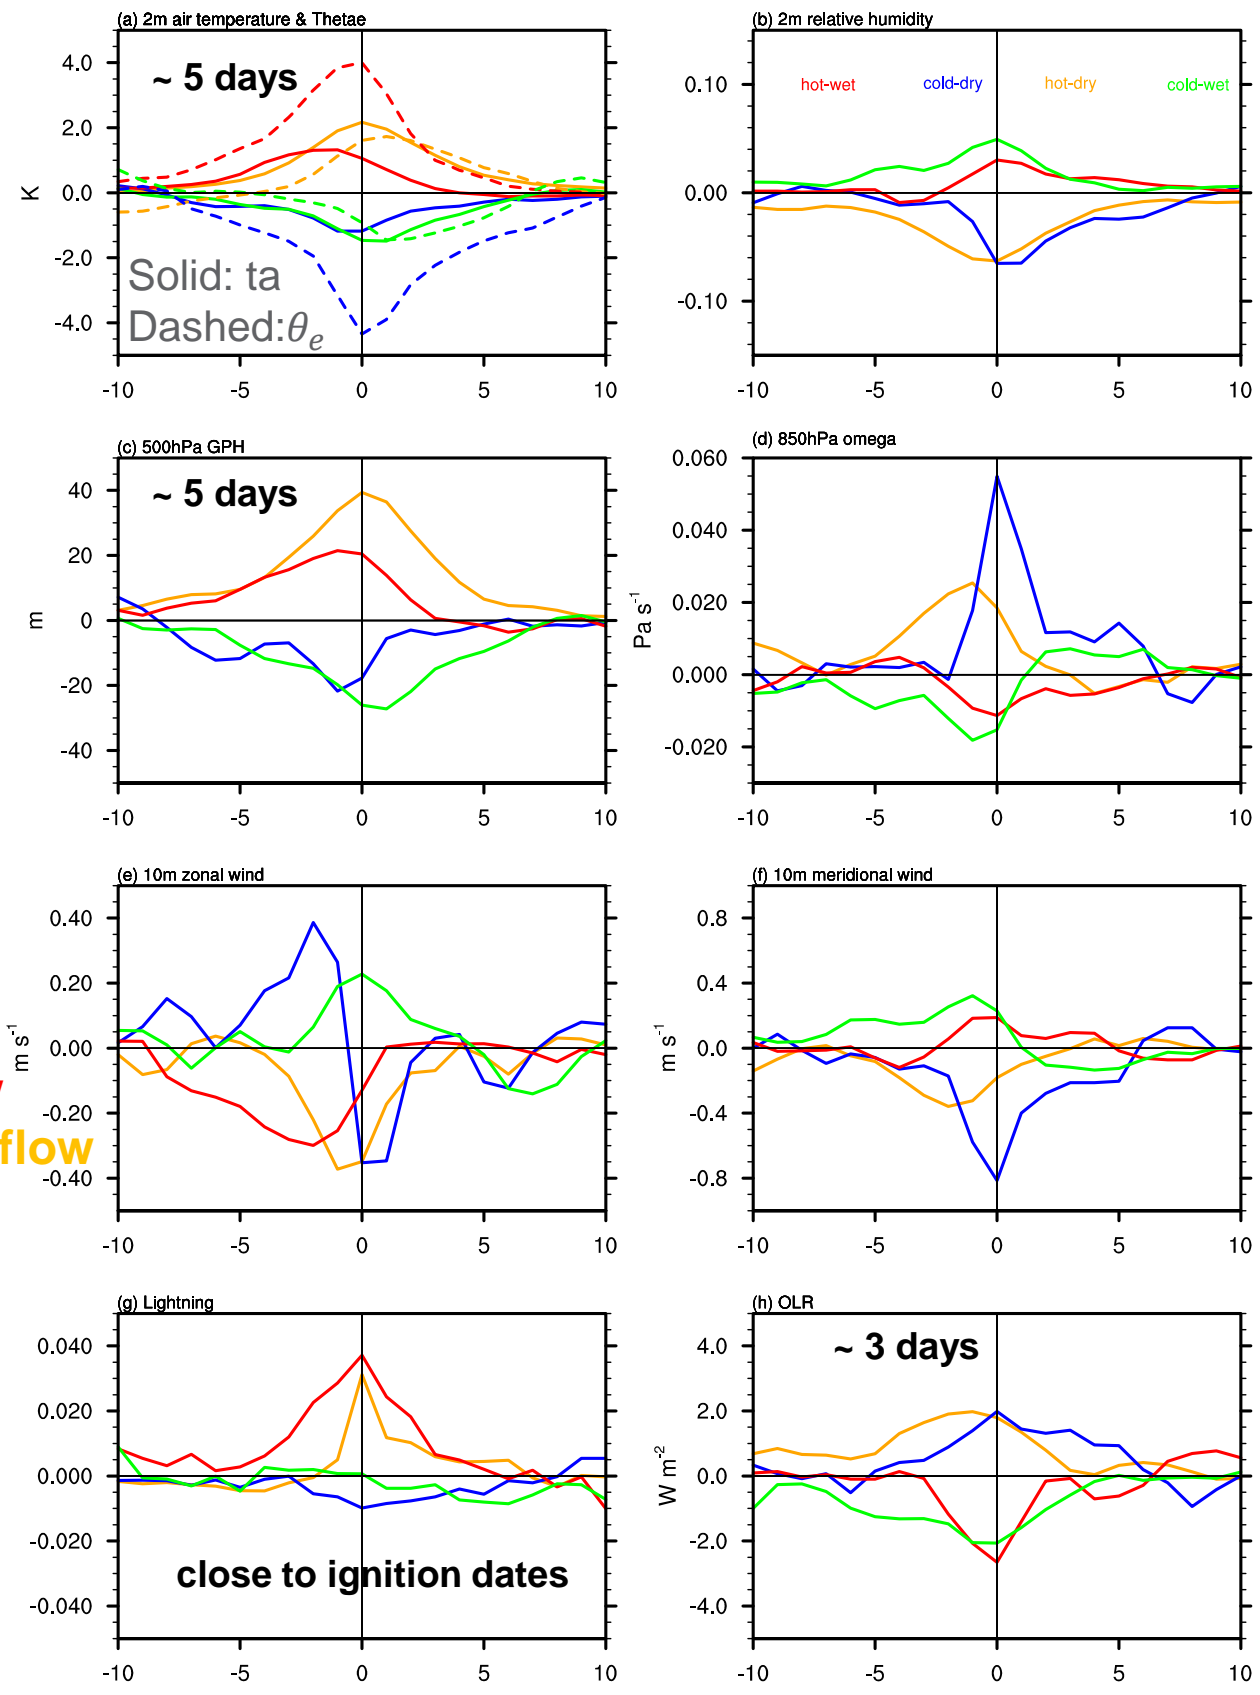 (a) 2m air temperature & Thetae
4.0
2.0
0.0
-2.0
-4.0
K
~ 5 days
Solid: ta
Dashed:θe
-10 -5 0 5 10
(b) 2m relative humidity
0.10
0.00
-0.10
hot-wet cold-dry hot-dry cold-wet
-10 -5 0 5 10
(c) 500hPa GPH
40
20
0
-20
-40
m
~ 5 days
-10 -5 0 5 10
(d) 850hPa omega
0.060
0.040
0.020
0.000
-0.020
Pa s⁻¹
-10 -5 0 5 10
(e) 10m zonal wind
0.40
0.20
0.00
-0.20
-0.40
m s⁻¹
flow
-10 -5 0 5 10
(f) 10m meridional wind
0.8
0.4
0.0
-0.4
-0.8
m s⁻¹
-10 -5 0 5 10
(g) Lightning
0.040
0.020
0.000
-0.020
-0.040
close to ignition dates
-10 -5 0 5 10
(h) OLR
4.0
2.0
0.0
-2.0
-4.0
W m⁻²
~ 3 days
-10 -5 0 5 10